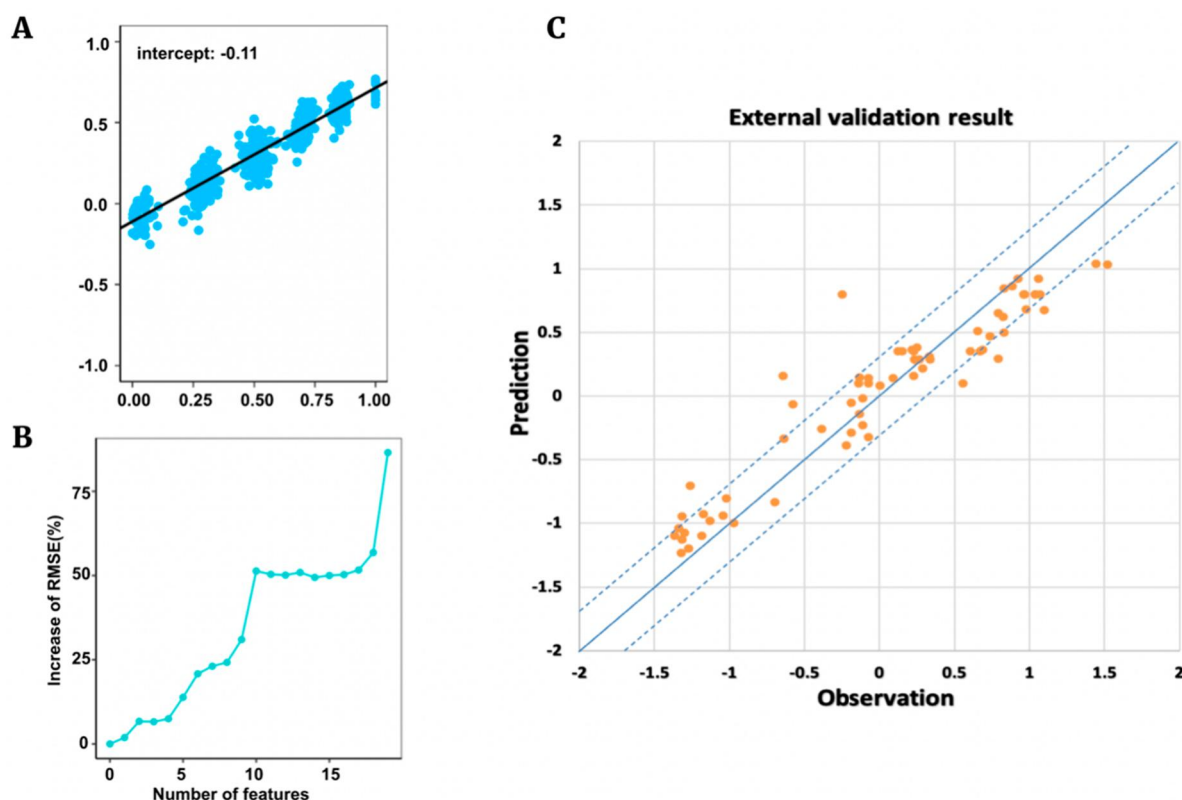 A
intercept: -0.11
1.0
0.5
0.0
-0.5
-1.0
0.00 0.25 0.50 0.75 1.00
B
Increase of RMSE(%)
75
50
25
0
0 5 10 15
Number of features
C
External validation result
Prediction
2
1.5
1
0.5
0
-0.5
-1
-1.5
-2
-2 -1.5 -1 -0.5 0 0.5 1 1.5 2
Observation